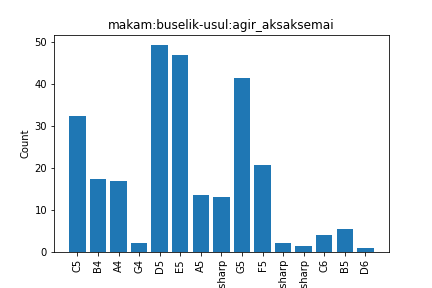 makam:buselik-usul:agir_aksaksemai
50
40
30
20
10
0
Count
C5
B4
A4
G4
D5
E5
A5
sharp
G5
F5
sharp
sharp
C6
B5
D6